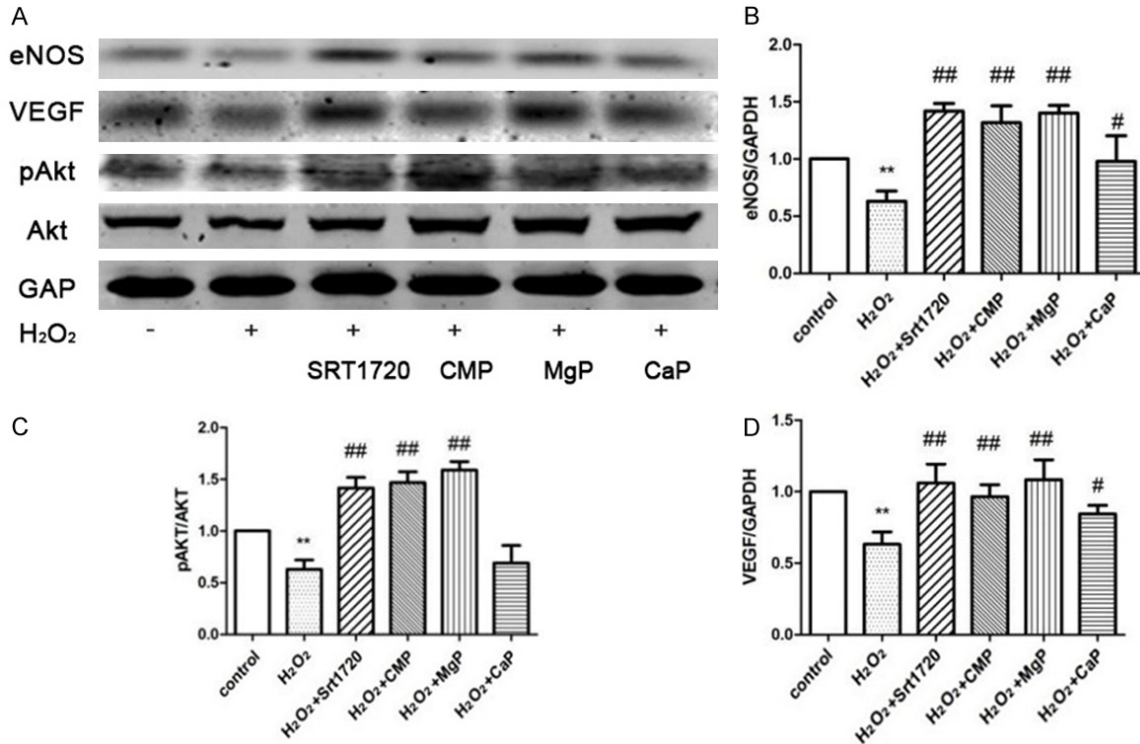 A
eNOS
VEGF
pAkt
Akt
GAP
H₂O₂ - + + + + +
SRT1720 CMP MgP CaP
B
eNOS/GAPDH
2.0
1.5
1.0
0.5
0.0
** ## ## ## #
control
H₂O₂
H₂O₂+Srt1720
H₂O₂+CMP
H₂O₂+MgP
H₂O₂+CaP
C
pAKT/AKT
2.0
1.5
1.0
0.5
0.0
** ## ## ##
control
H₂O₂
H₂O₂+Srt1720
H₂O₂+CMP
H₂O₂+MgP
H₂O₂+CaP
D
VEGF/GAPDH
1.5
1.0
0.5
0.0
** ## ## ## #
control
H₂O₂
H₂O₂+Srt1720
H₂O₂+CMP
H₂O₂+MgP
H₂O₂+CaP